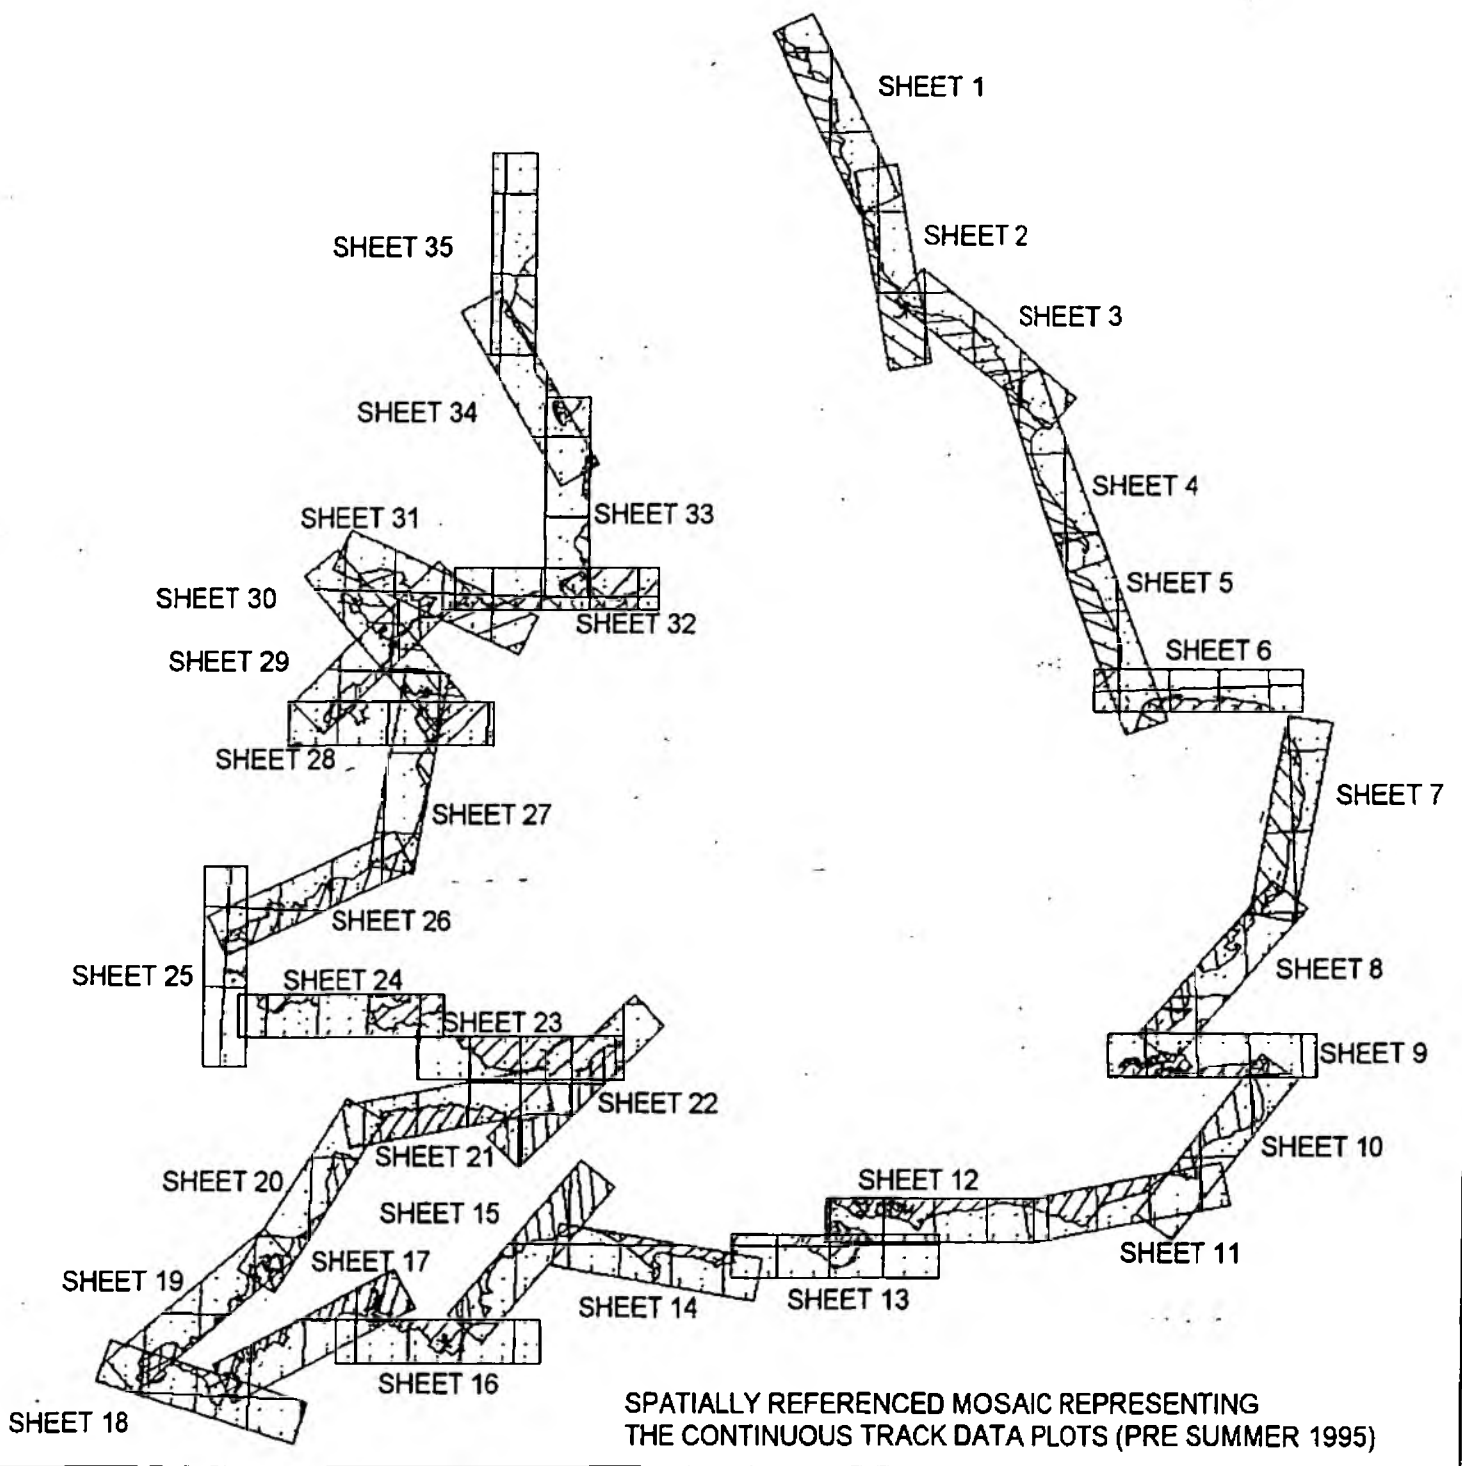 SHEET 1
SHEET 2
SHEET 35
SHEET 3
SHEET 34
SHEET 4
SHEET 33
SHEET 31
SHEET 5
SHEET 30
SHEET 32
SHEET 29
SHEET 6
SHEET 28
SHEET 7
SHEET 27
SHEET 26
SHEET 8
SHEET 25
SHEET 24
SHEET 23
SHEET 9
SHEET 22
SHEET 10
SHEET 21
SHEET 20
SHEET 12
SHEET 15
SHEET 11
SHEET 17
SHEET 19
SHEET 13
SHEET 14
SHEET 16
SHEET 18
SPATIALLY REFERENCED MOSAIC REPRESENTING
THE CONTINUOUS TRACK DATA PLOTS (PRE SUMMER 1995)